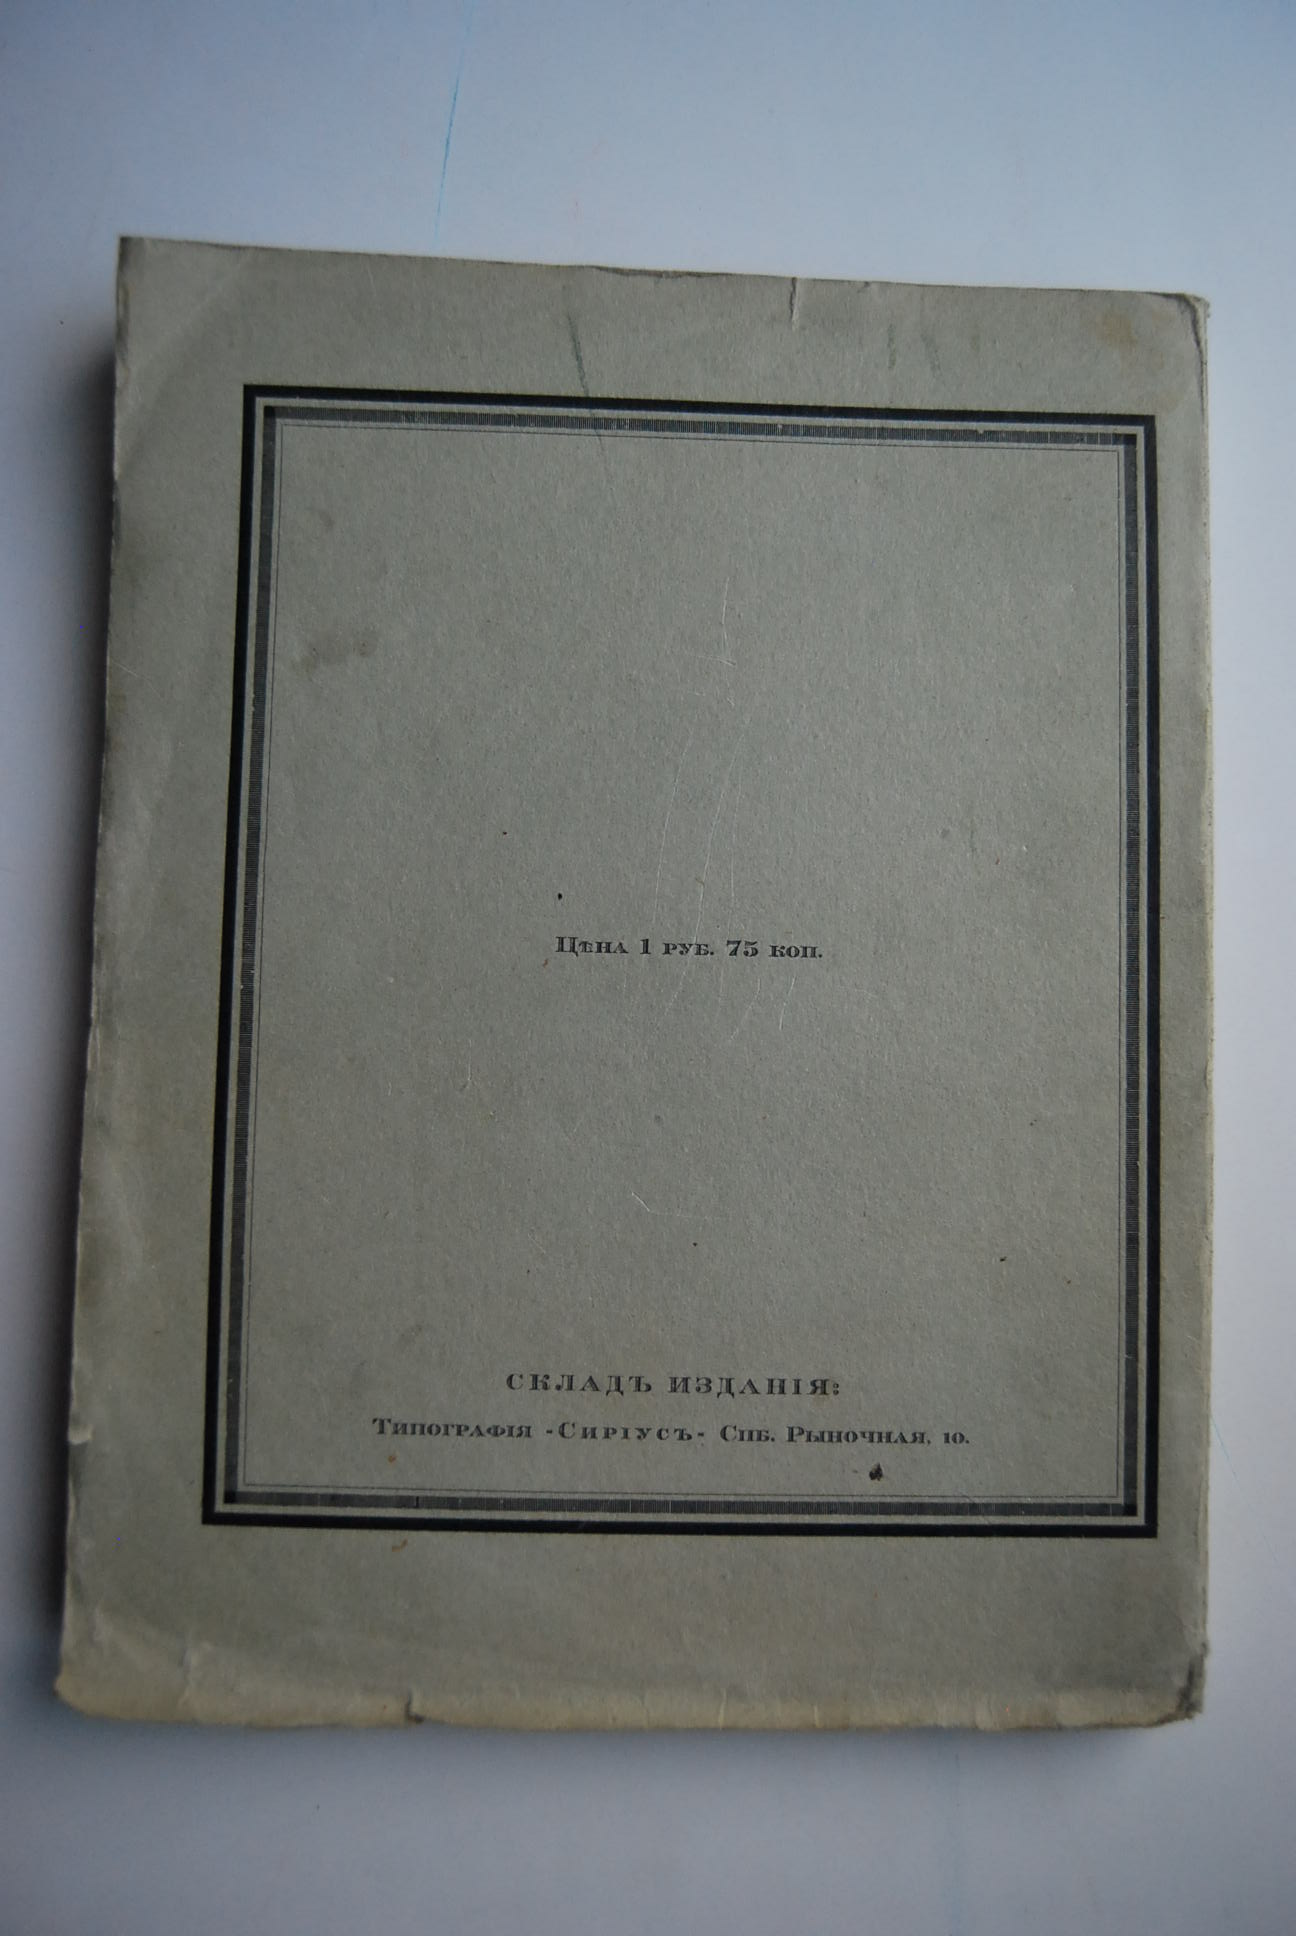 Цѣна 1 руб. 75 коп.
СКЛАДЪ ИЗДАНІЯ:
Типографія -Сиріусъ- Спб. Рыночная, 10.